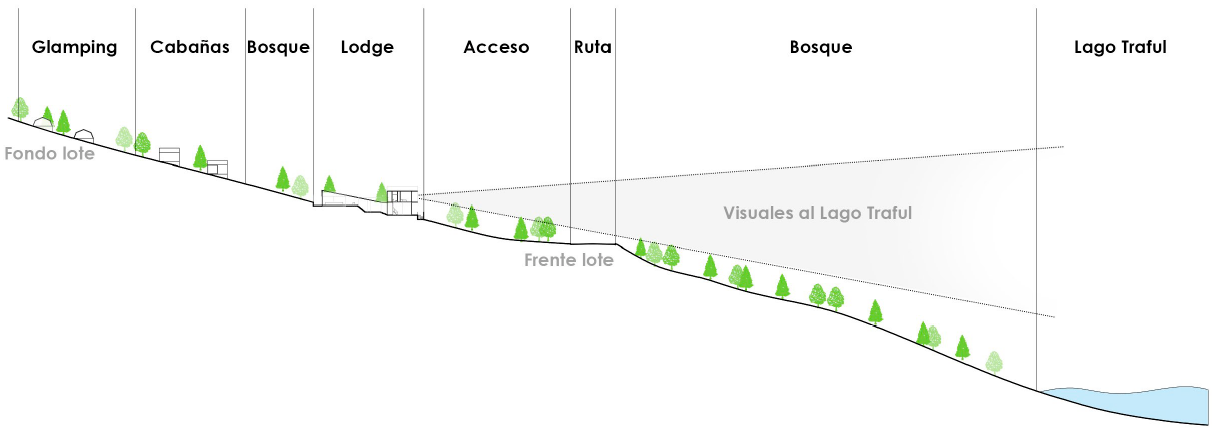 Glamping
Cabañas
Bosque
Lodge
Acceso
Ruta
Bosque
Lago Traful
Fondo lote
Visuales al Lago Traful
Frente lote